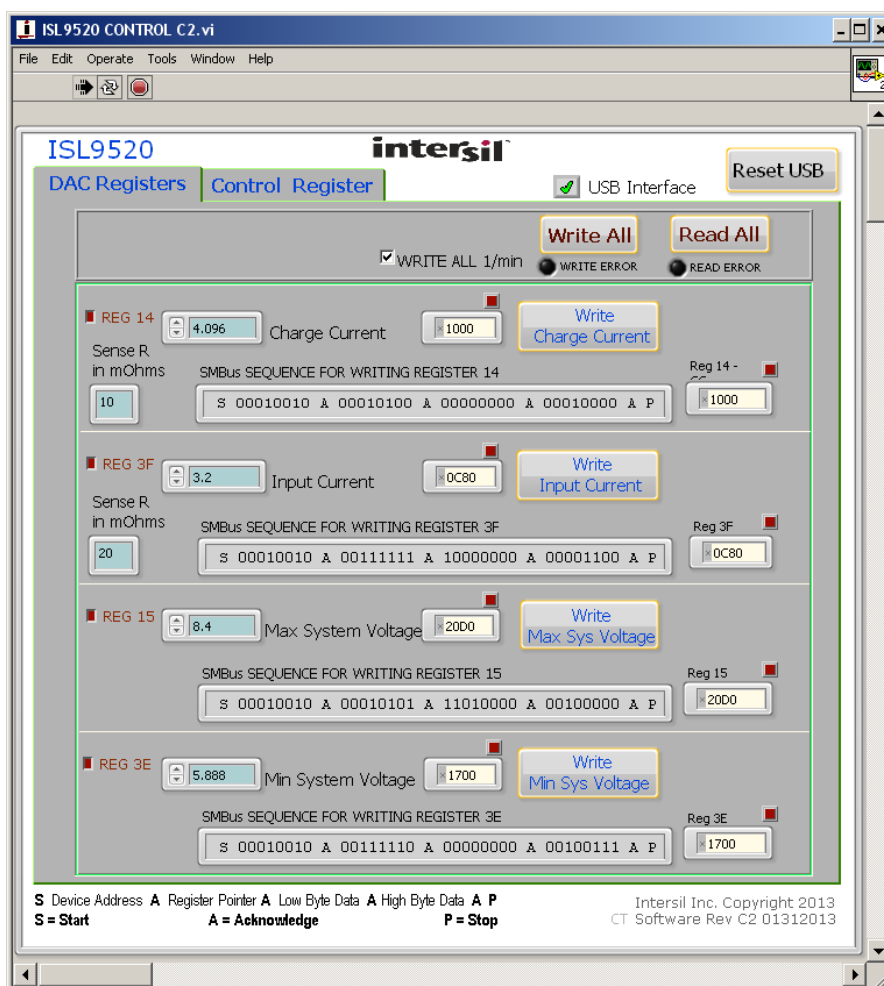 ISL9520 CONTROL C2.vi
File Edit Operate Tools Window Help
2
ISL9520
intersil
Reset USB
DAC Registers
Control Register
USB Interface
WRITE ALL 1/min
Write All
Read All
WRITE ERROR
READ ERROR
REG 14
4.096
Charge Current
×1000
Write
Charge Current
Sense R
in mOhms
10
SMBus SEQUENCE FOR WRITING REGISTER 14
S 00010010 A 00010100 A 00000000 A 00010000 A P
Reg 14 -
×1000
REG 3F
3.2
Input Current
×0C80
Write
Input Current
Sense R
in mOhms
20
SMBus SEQUENCE FOR WRITING REGISTER 3F
S 00010010 A 00111111 A 10000000 A 00001100 A P
Reg 3F
×0C80
REG 15
8.4
Max System Voltage
×20D0
Write
Max Sys Voltage
SMBus SEQUENCE FOR WRITING REGISTER 15
S 00010010 A 00010101 A 11010000 A 00100000 A P
Reg 15
×20D0
REG 3E
5.888
Min System Voltage
×1700
Write
Min Sys Voltage
SMBus SEQUENCE FOR WRITING REGISTER 3E
S 00010010 A 00111110 A 00000000 A 00100111 A P
Reg 3E
×1700
S Device Address A Register Pointer A Low Byte Data A High Byte Data A P
S = Start A = Acknowledge P = Stop
Intersil Inc. Copyright 2013
CT Software Rev C2 01312013